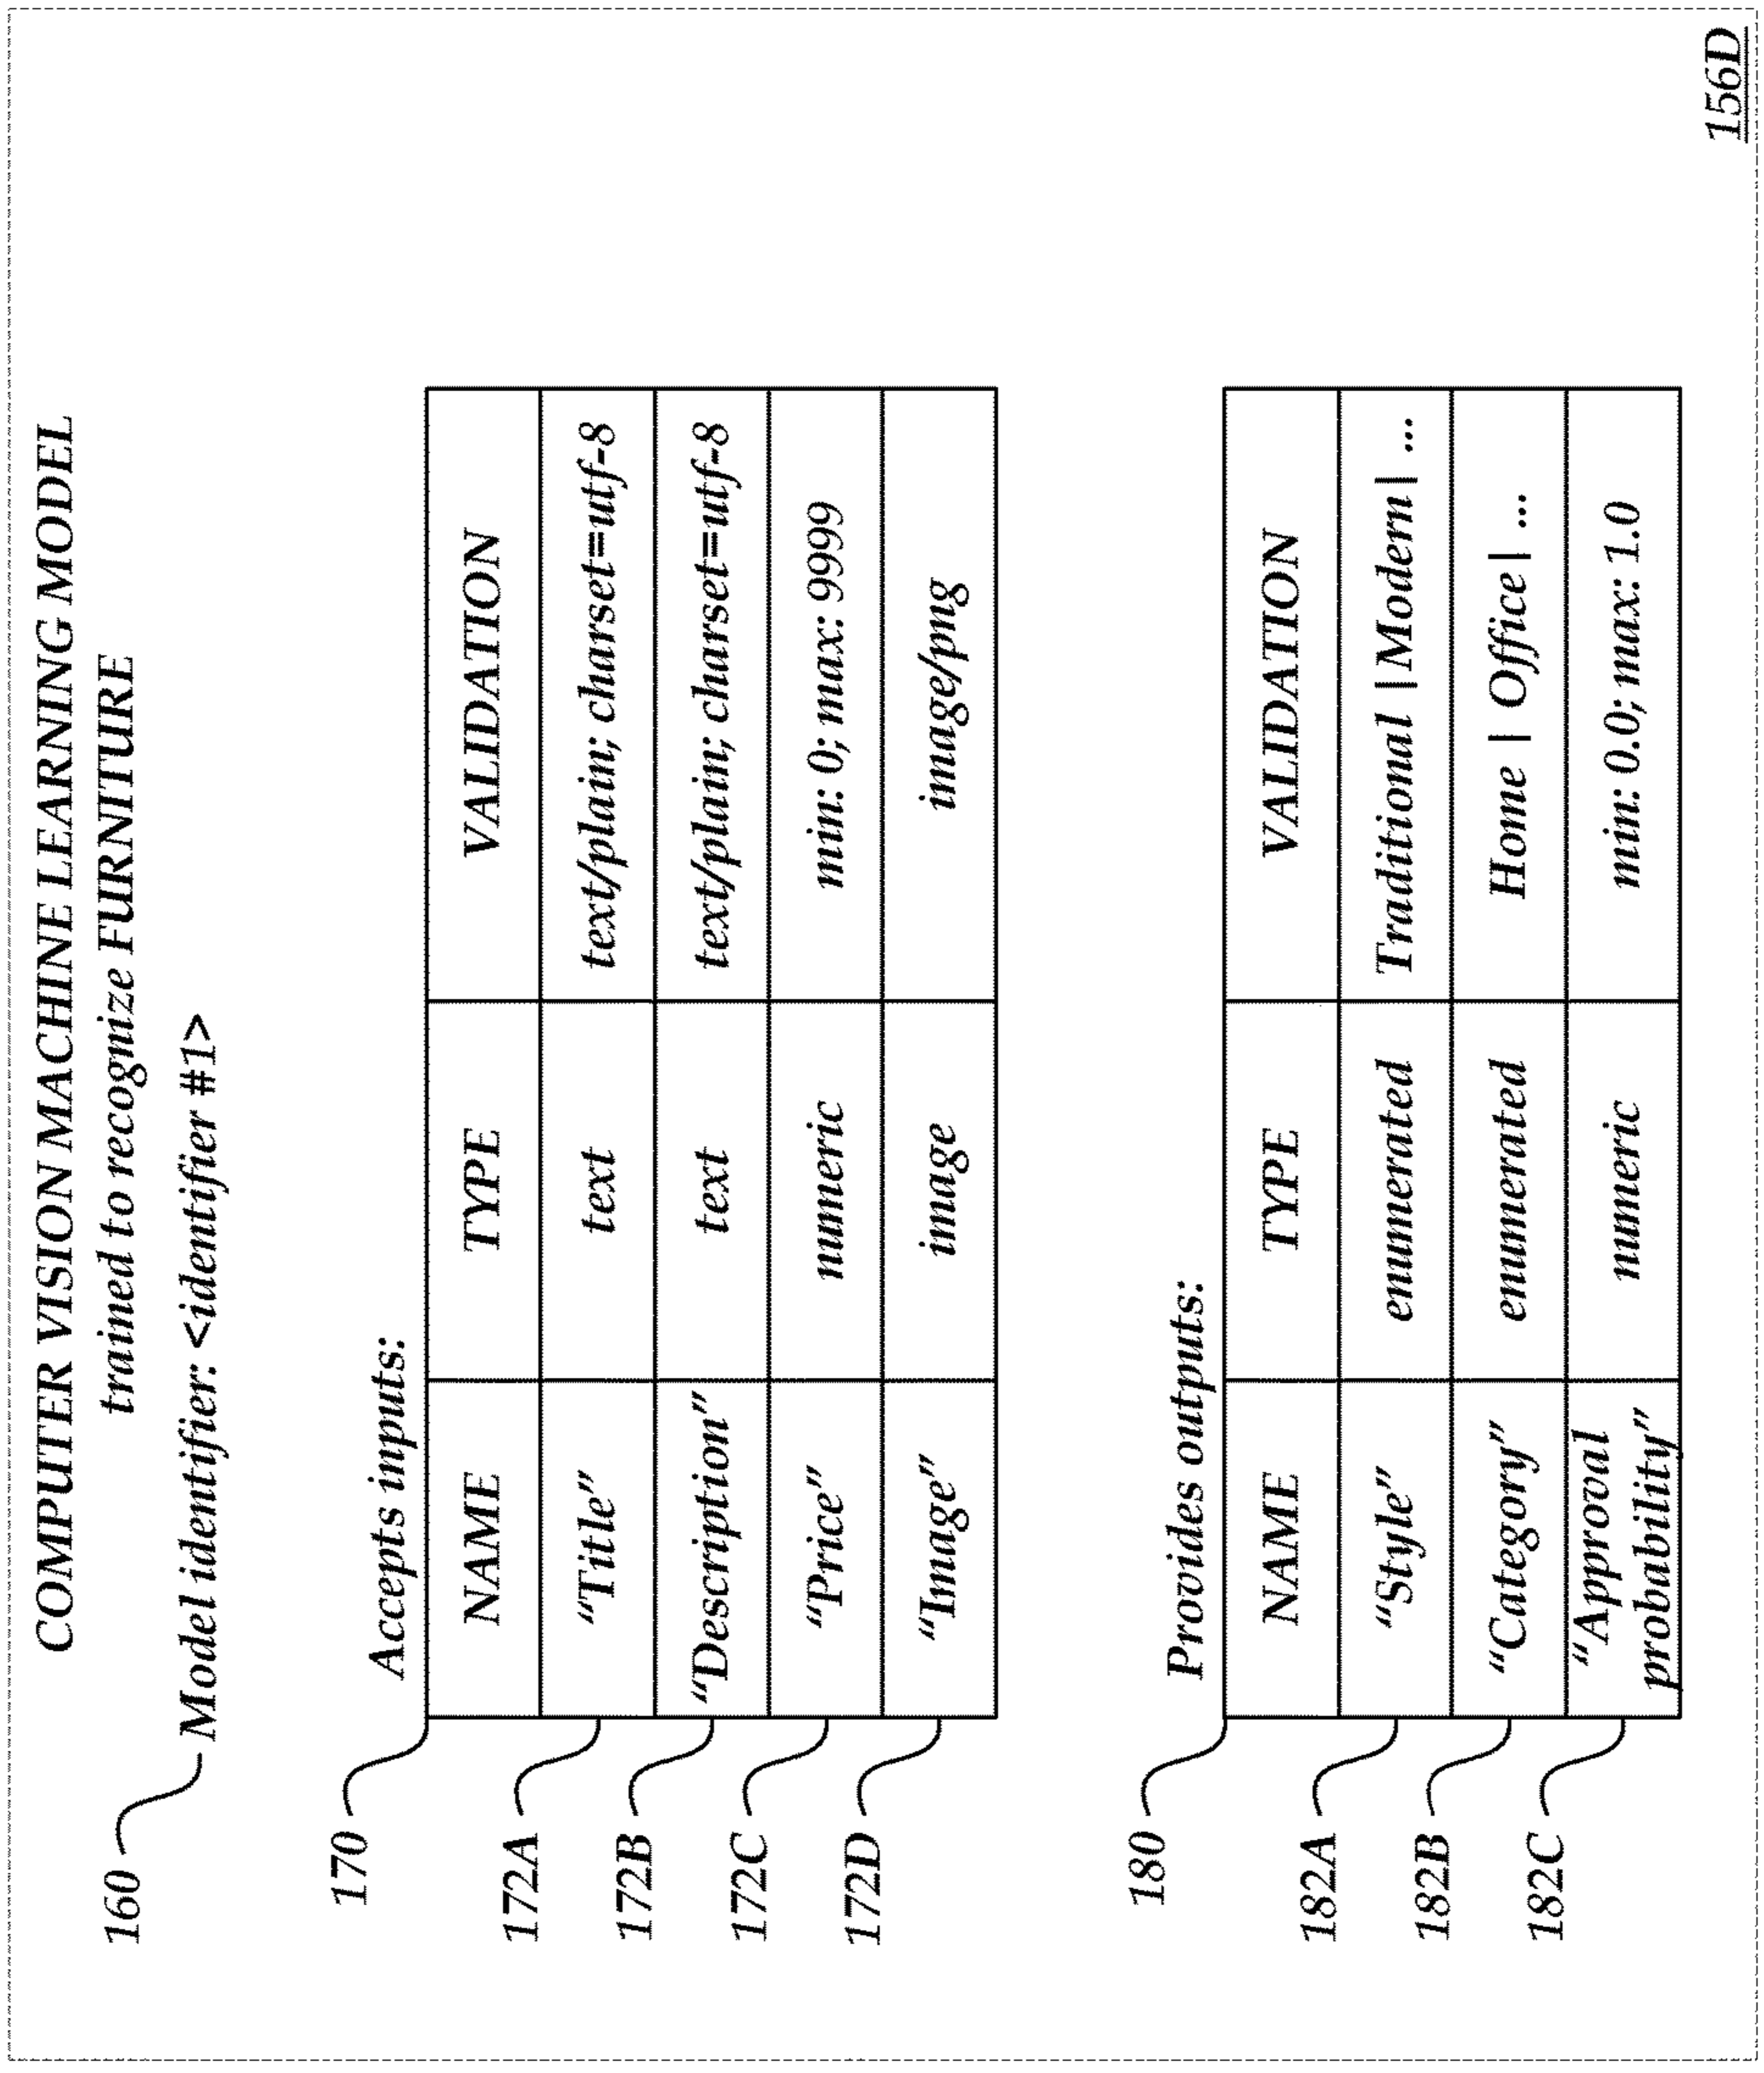 COMPUTER VISION MACHINE LEARNING MODEL
trained to recognize FURNITURE
160
Model identifier: <identifier #1>
170
Accepts inputs:
NAME TYPE VALIDATION
172A “Title” text text/plain; charset=utf-8
172B “Description” text text/plain; charset=utf-8
172C “Price” numeric min: 0; max: 9999
172D “Image” image image/png
180
Provides outputs:
NAME TYPE VALIDATION
182A “Style” enumerated Traditional | Modern | ...
182B “Category” enumerated Home | Office | ...
182C “Approval
probability” numeric min: 0.0; max: 1.0
156D